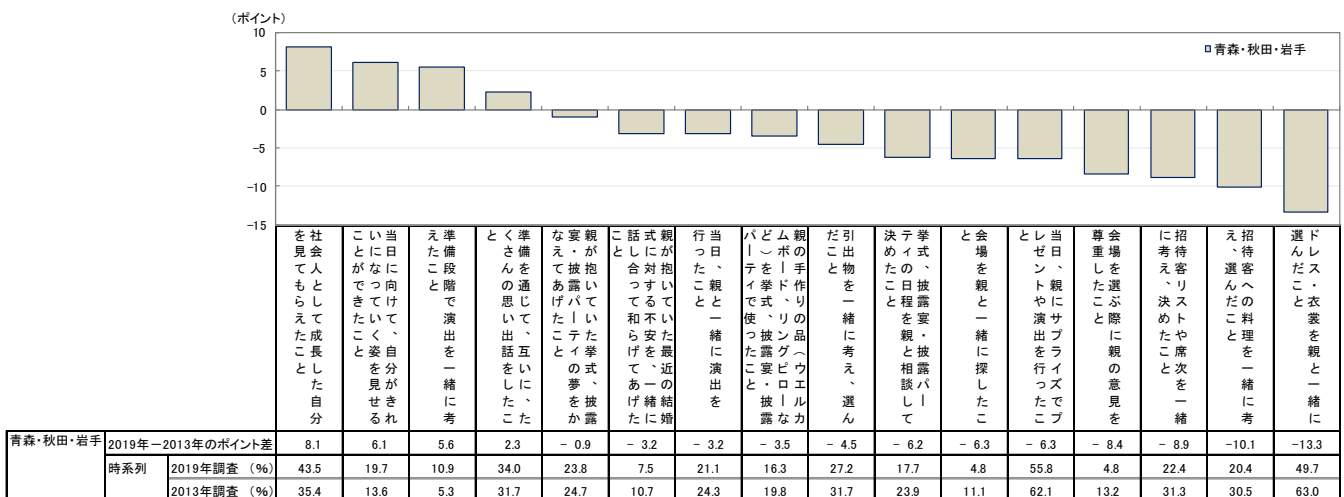 (ポイント)
10
5
0
-5
-10
-15
青森・秋田・岩手
社会人として成長した自分
を見てもらえたこと
当日に向けて、自分がきれ
いになっていく姿を見せる
ことができたこと
準備段階で演出を一緒に考
えたこと
準備を通じて、互いに、た
くさんの思い出話をしたこ
と
親が抱いていた挙式、披露
宴・披露パーティの夢をか
なえてあげたこと
親が抱いていた最近の結婚
式に対する不安を、一緒に
話し合って和らげてあげた
こと
当日、親と一緒に演出を
行ったこと
親の手作りの品(ウエルカ
ムボード、リングピローな
ど)を挙式、披露宴・披露
パーティで使ったこと
引出物を一緒に考え、選ん
だこと
挙式、披露宴・披露パー
ティの日程を親と相談して
決めたこと
会場を親と一緒に探したこ
と
当日、親にサプライズでプ
レゼントや演出を行ったこ
と
会場を選ぶ際に親の意見を
尊重したこと
招待客リストや席次を一緒
に考え、決めたこと
招待客への料理を一緒に考
え、選んだこと
ドレス・衣裳を親と一緒に
選んだこと
青森・秋田・岩手 2019年-2013年のポイント差 8.1 6.1 5.6 2.3 - 0.9 - 3.2 - 3.2 - 3.5 - 4.5 - 6.2 - 6.3 - 6.3 - 8.4 - 8.9 -10.1 -13.3
時系列 2019年調査 (%) 43.5 19.7 10.9 34.0 23.8 7.5 21.1 16.3 27.2 17.7 4.8 55.8 4.8 22.4 20.4 49.7
2013年調査 (%) 35.4 13.6 5.3 31.7 24.7 10.7 24.3 19.8 31.7 23.9 11.1 62.1 13.2 31.3 30.5 63.0